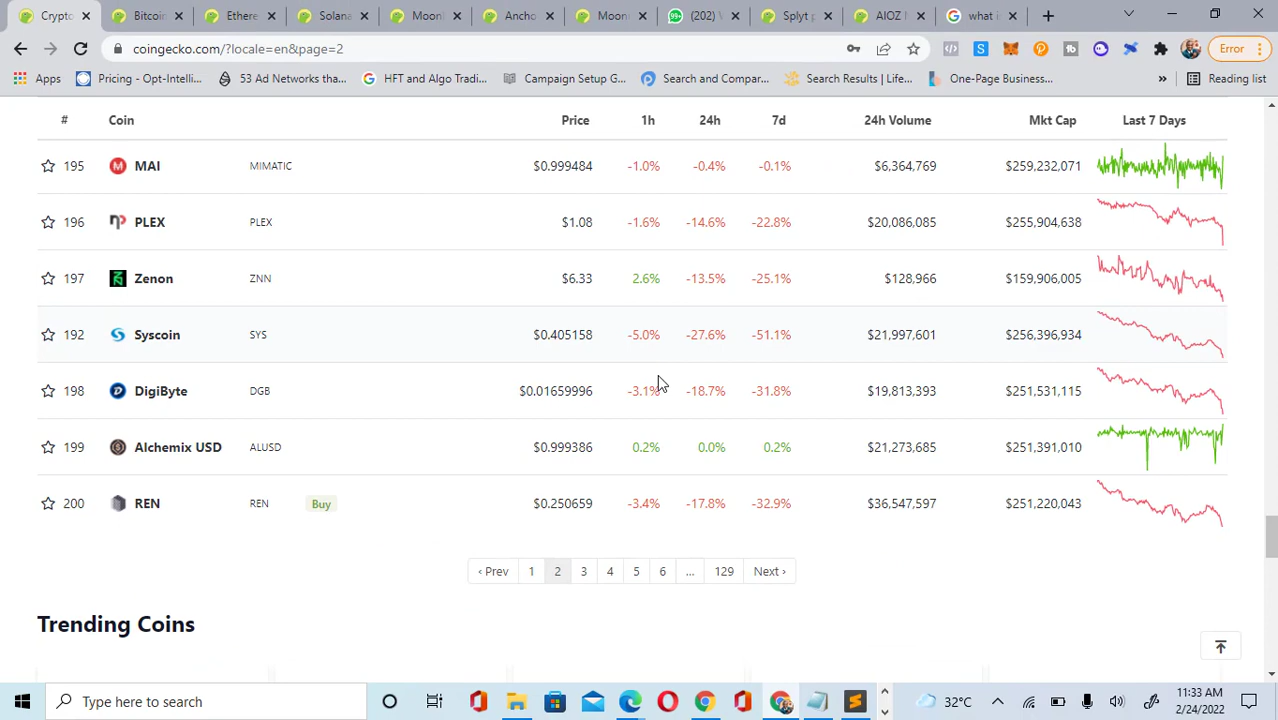 Crypto
Bitcoin
Ethere
Solana
Moonl
Ancho
Moonr
(202) V
Splyt p
AIOZ
what is
coingecko.com/?locale=en&page=2
Error
Apps
Pricing - Opt-Intelli...
53 Ad Networks tha...
HFT and Algo Tradi...
Campaign Setup G...
Search and Compar...
Search Results | Life...
One-Page Business...
»
Reading list
# Coin Price 1h 24h 7d 24h Volume Mkt Cap Last 7 Days
195 MAI MIMATIC $0.999484 -1.0% -0.4% -0.1% $6,364,769 $259,232,071
196 PLEX PLEX $1.08 -1.6% -14.6% -22.8% $20,086,085 $255,904,638
197 Zenon ZNN $6.33 2.6% -13.5% -25.1% $128,966 $159,906,005
192 Syscoin SYS $0.405158 -5.0% -27.6% -51.1% $21,997,601 $256,396,934
198 DigiByte DGB $0.01659996 -3.1% -18.7% -31.8% $19,813,393 $251,531,115
199 Alchemix USD ALUSD $0.999386 0.2% 0.0% 0.2% $21,273,685 $251,391,010
200 REN REN Buy $0.250659 -3.4% -17.8% -32.9% $36,547,597 $251,220,043
‹ Prev 1 2 3 4 5 6 ... 129 Next ›
Trending Coins
Type here to search
32°C
11:33 AM
2/24/2022